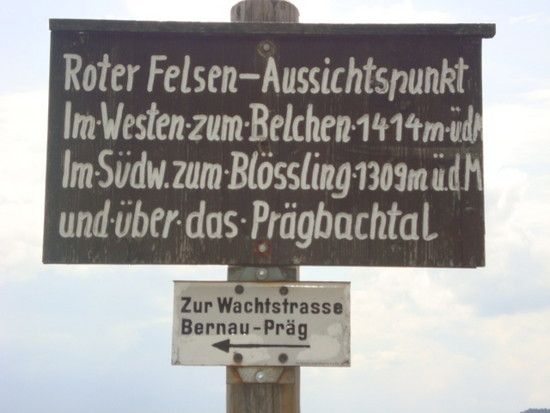 Roter Felsen–Aussichtspunkt
Im·Westen·zum·Belchen·1414m·üdM
Im·Südw.zum·Blössling·1309m ü.d M
und·über·das·Prägbachtal
Zur Wachtstrasse
Bernau–Präg